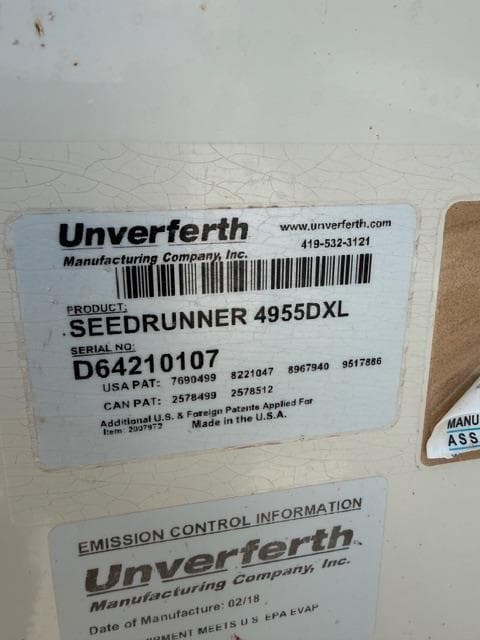 Unverferth www.unverferth.com
Manufacturing Company, Inc. 419-532-3121
PRODUCT:
SEEDRUNNER 4955DXL
SERIAL NO:
D64210107
USA PAT: 7690499 8221047 8967940 9517886
CAN PAT: 2578499 2578512
Additional U.S. & Foreign Patents Applied For
Item: 2007972 Made in the U.S.A.
MANU
ASS
EMISSION CONTROL INFORMATION
Unverferth
Manufacturing Company, Inc.
Date of Manufacture: 02/18
MEETS U S EPA EVAP